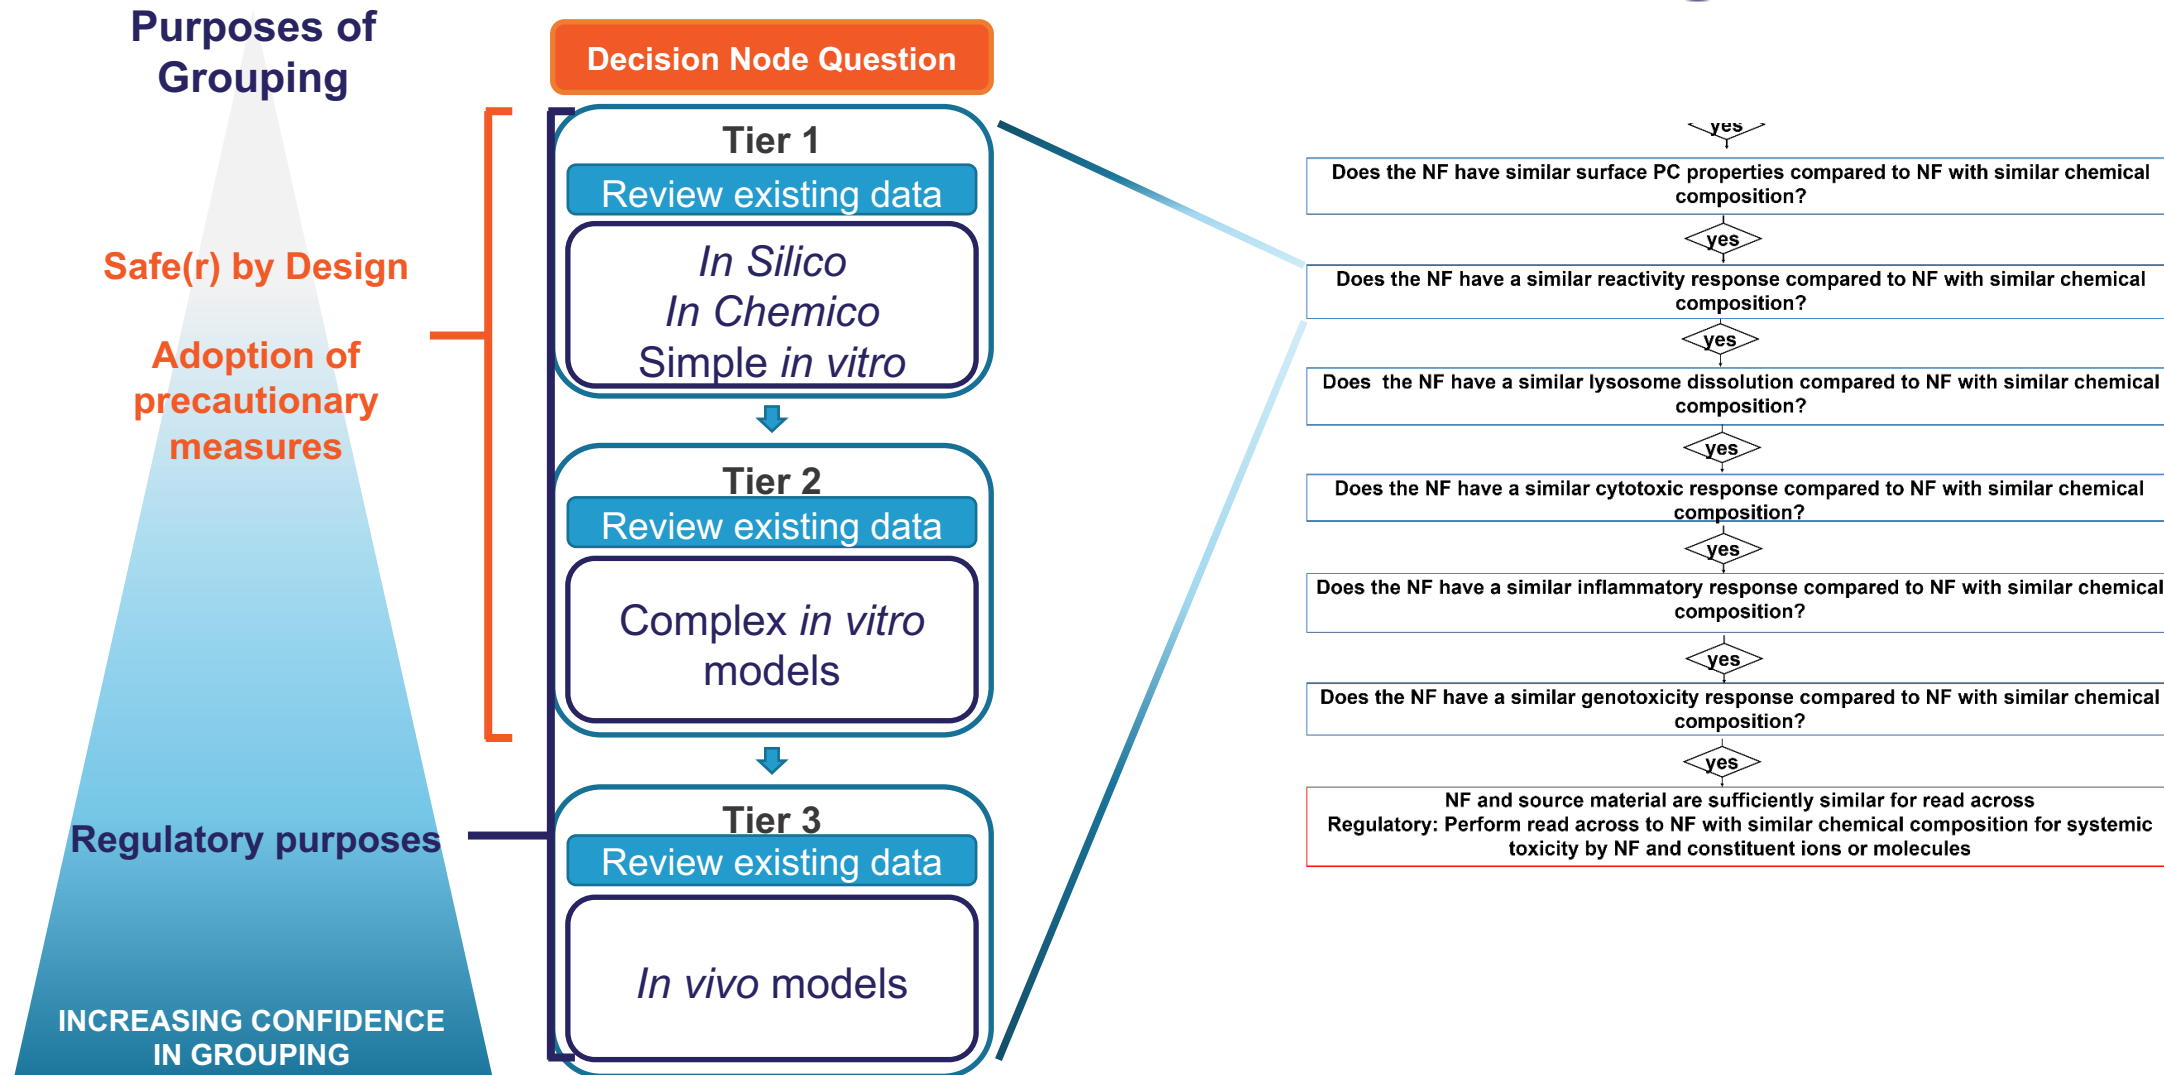 Purposes of
Grouping
Safe(r) by Design
Adoption of
precautionary
measures
Regulatory purposes
INCREASING CONFIDENCE
IN GROUPING
Decision Node Question
Tier 1
Review existing data
In Silico
In Chemico
Simple in vitro
Tier 2
Review existing data
Complex in vitro
models
Tier 3
Review existing data
In vivo models
yes
Does the NF have similar surface PC properties compared to NF with similar chemical
composition?
yes
Does the NF have a similar reactivity response compared to NF with similar chemical
composition?
yes
Does the NF have a similar lysosome dissolution compared to NF with similar chemical
composition?
yes
Does the NF have a similar cytotoxic response compared to NF with similar chemical
composition?
yes
Does the NF have a similar inflammatory response compared to NF with similar chemical
composition?
yes
Does the NF have a similar genotoxicity response compared to NF with similar chemical
composition?
yes
NF and source material are sufficiently similar for read across
Regulatory: Perform read across to NF with similar chemical composition for systemic
toxicity by NF and constituent ions or molecules